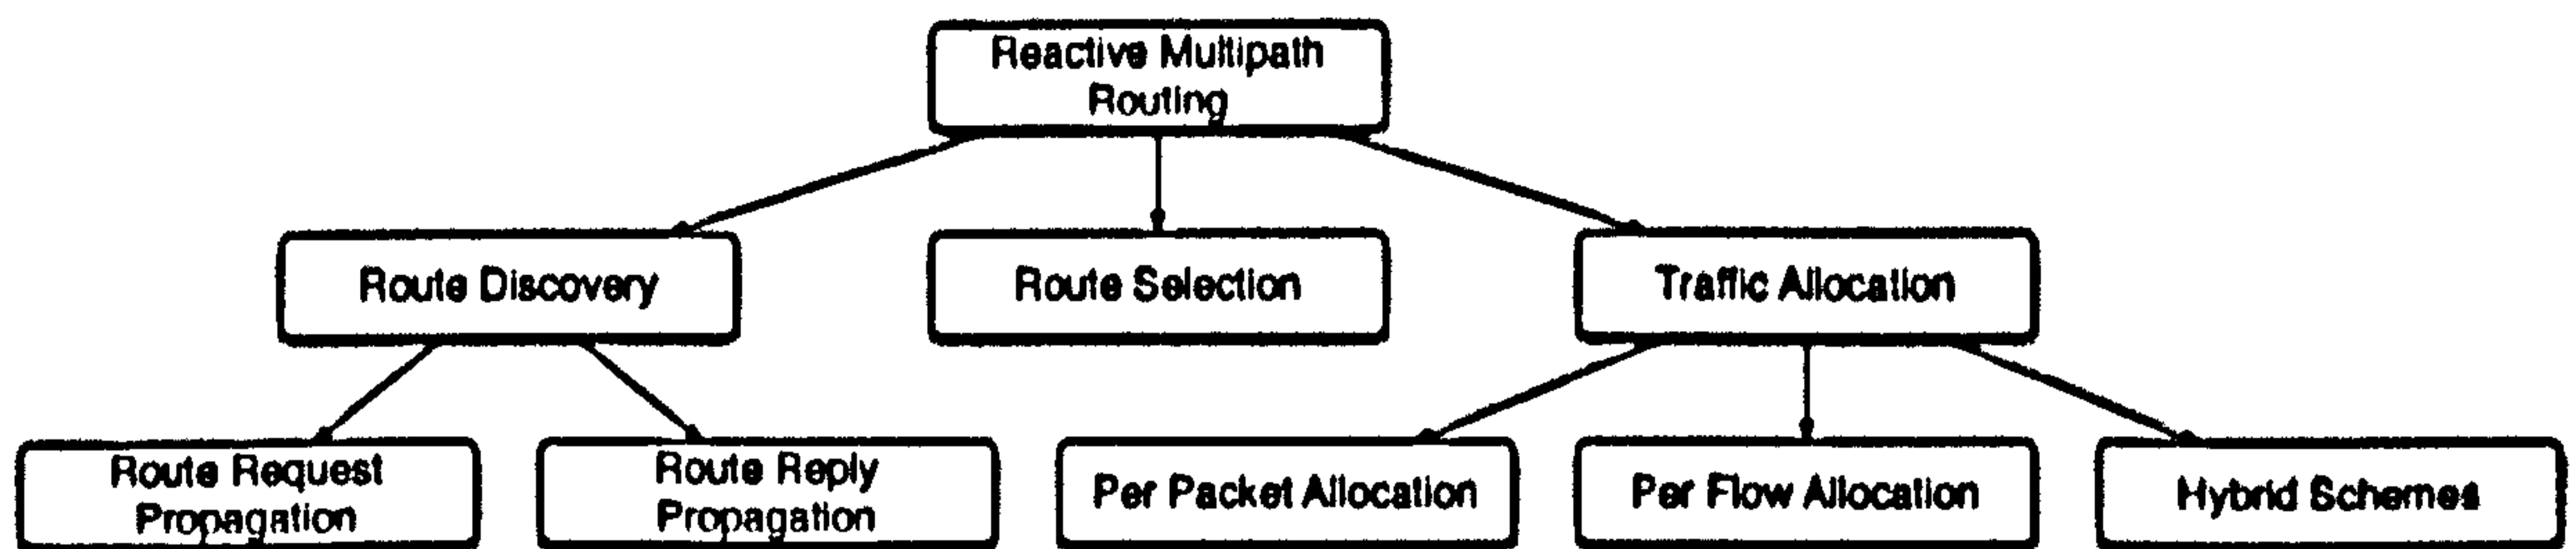 Reactive Multipath
Routing
Route Discovery
Route Selection
Traffic Allocation
Route Request
Propagation
Route Reply
Propagation
Per Packet Allocation
Per Flow Allocation
Hybrid Schemes